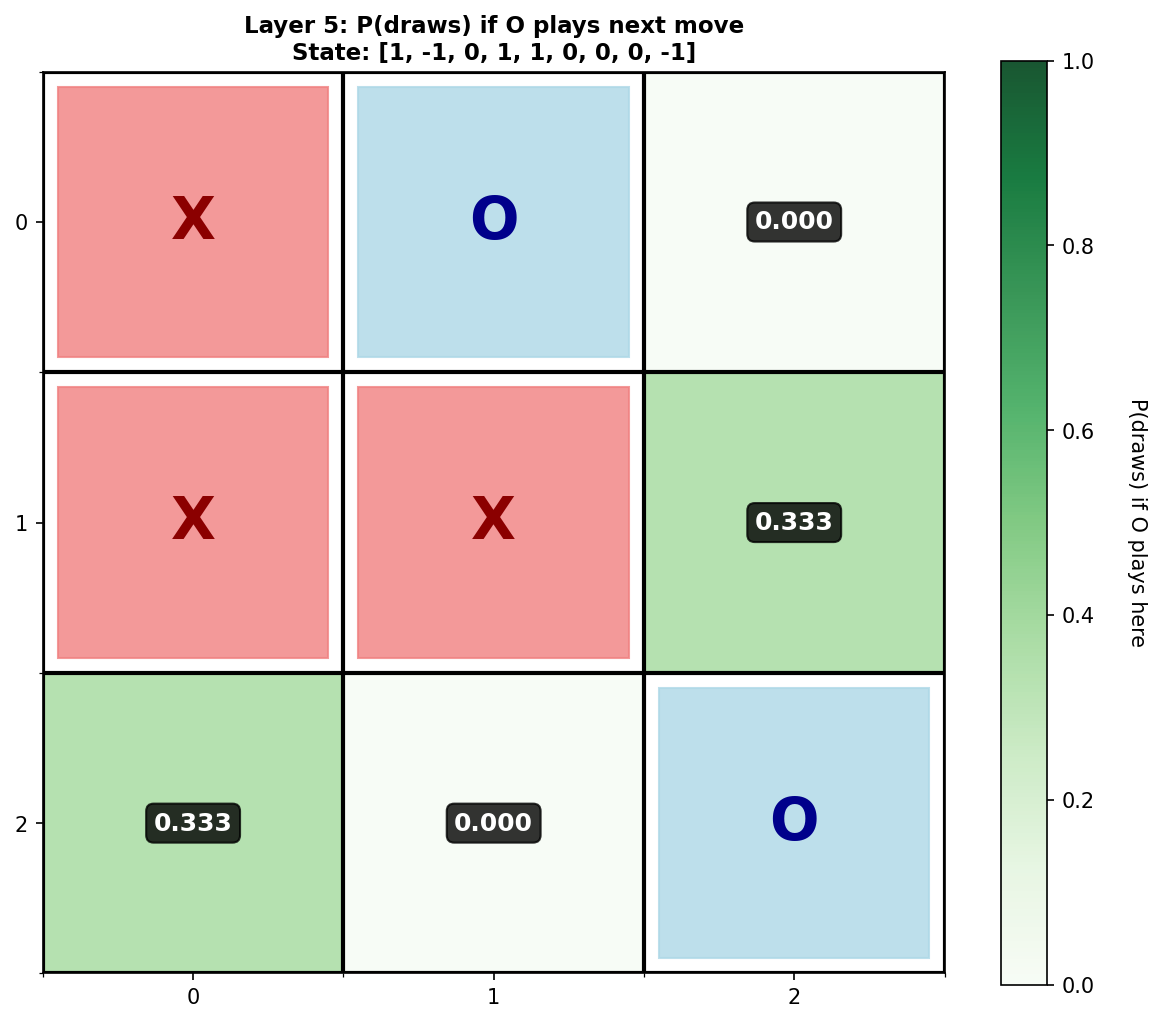 Layer 5: P(draws) if O plays next move
State: [1, -1, 0, 1, 1, 0, 0, 0, -1]
X
O
0.000
X
X
0.333
0.333
0.000
O
0
1
2
0
1
2
1.0
0.8
0.6
0.4
0.2
0.0
P(draws) if O plays here